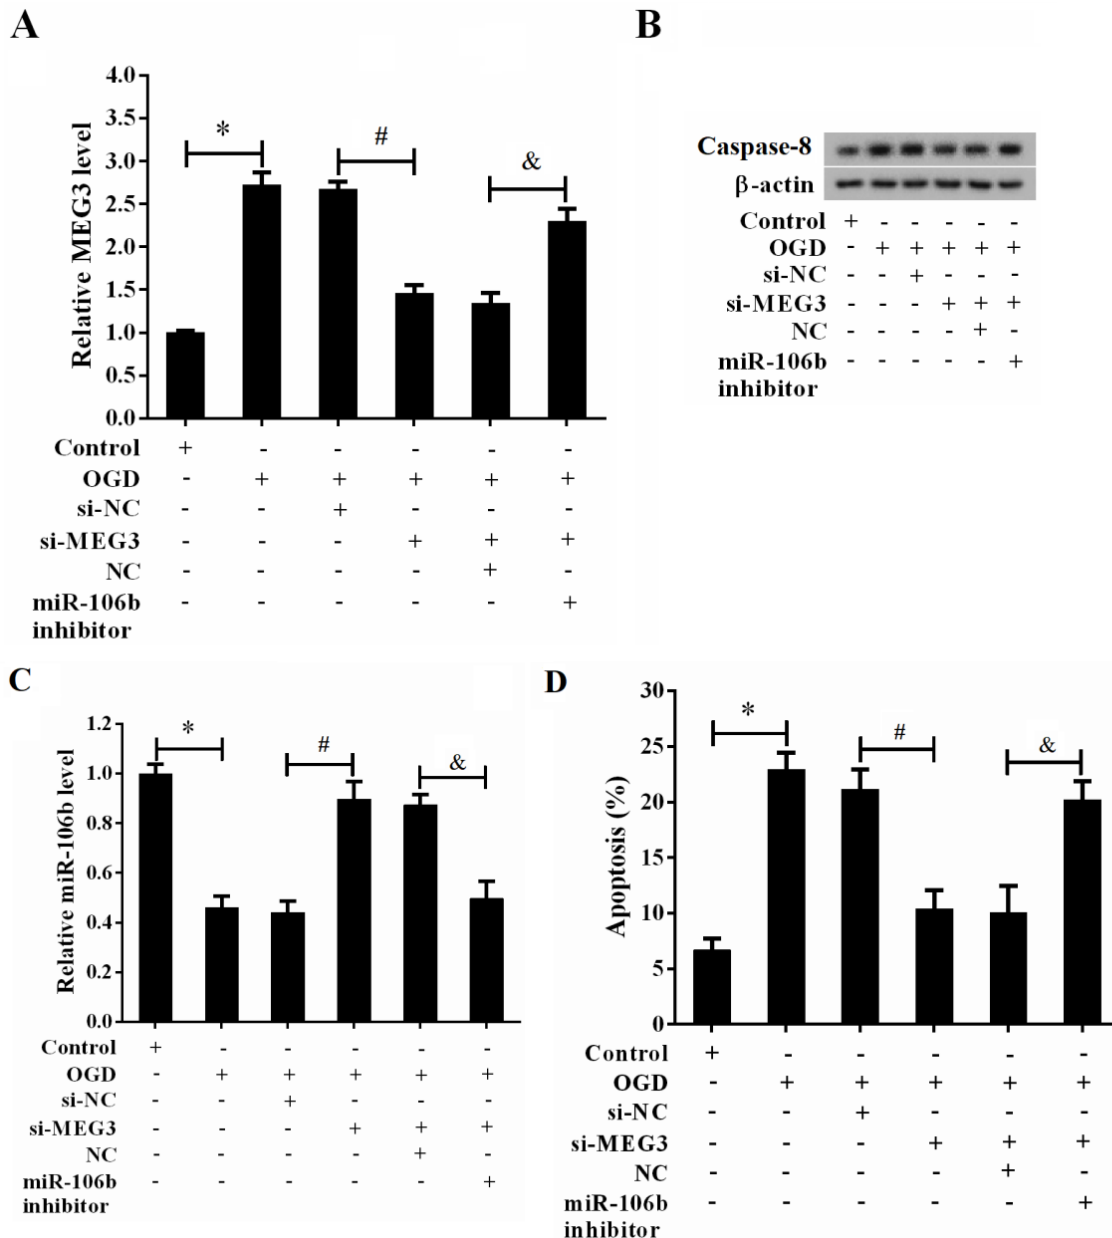 A
4.0
3.5
3.0
2.5
2.0
1.5
1.0
0.5
0.0
Relative MEG3 level
* # &
Control + - - - - -
OGD - + + + + +
si-NC - - + - - -
si-MEG3 - - - + + +
NC - - - - + -
miR-106b - - - - - +
inhibitor
B
Caspase-8
β-actin
Control + - - - - -
OGD - + + + + +
si-NC - - + - - -
si-MEG3 - - - + + +
NC - - - - + -
miR-106b - - - - - +
inhibitor
C
1.2
1.0
0.8
0.6
0.4
0.2
0.0
Relative miR-106b level
* # &
Control + - - - - -
OGD - + + + + +
si-NC - - + - - -
si-MEG3 - - - + + +
NC - - - - + -
miR-106b - - - - - +
inhibitor
D
30
25
20
15
10
5
0
Apoptosis (%)
* # &
Control + - - - - -
OGD - + + + + +
si-NC - - + - - -
si-MEG3 - - - + + +
NC - - - - + -
miR-106b - - - - - +
inhibitor